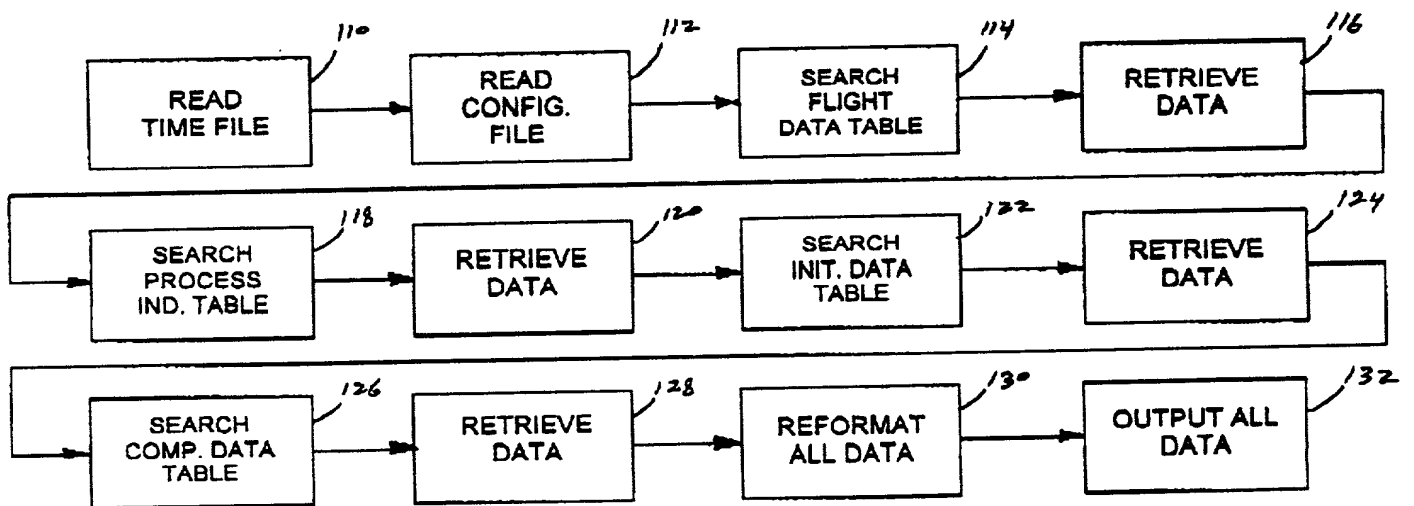 110
READ
TIME FILE
112
READ
CONFIG.
FILE
114
SEARCH
FLIGHT
DATA TABLE
116
RETRIEVE
DATA
118
SEARCH
PROCESS
IND. TABLE
120
RETRIEVE
DATA
122
SEARCH
INIT. DATA
TABLE
124
RETRIEVE
DATA
126
SEARCH
COMP. DATA
TABLE
128
RETRIEVE
DATA
130
REFORMAT
ALL DATA
132
OUTPUT ALL
DATA